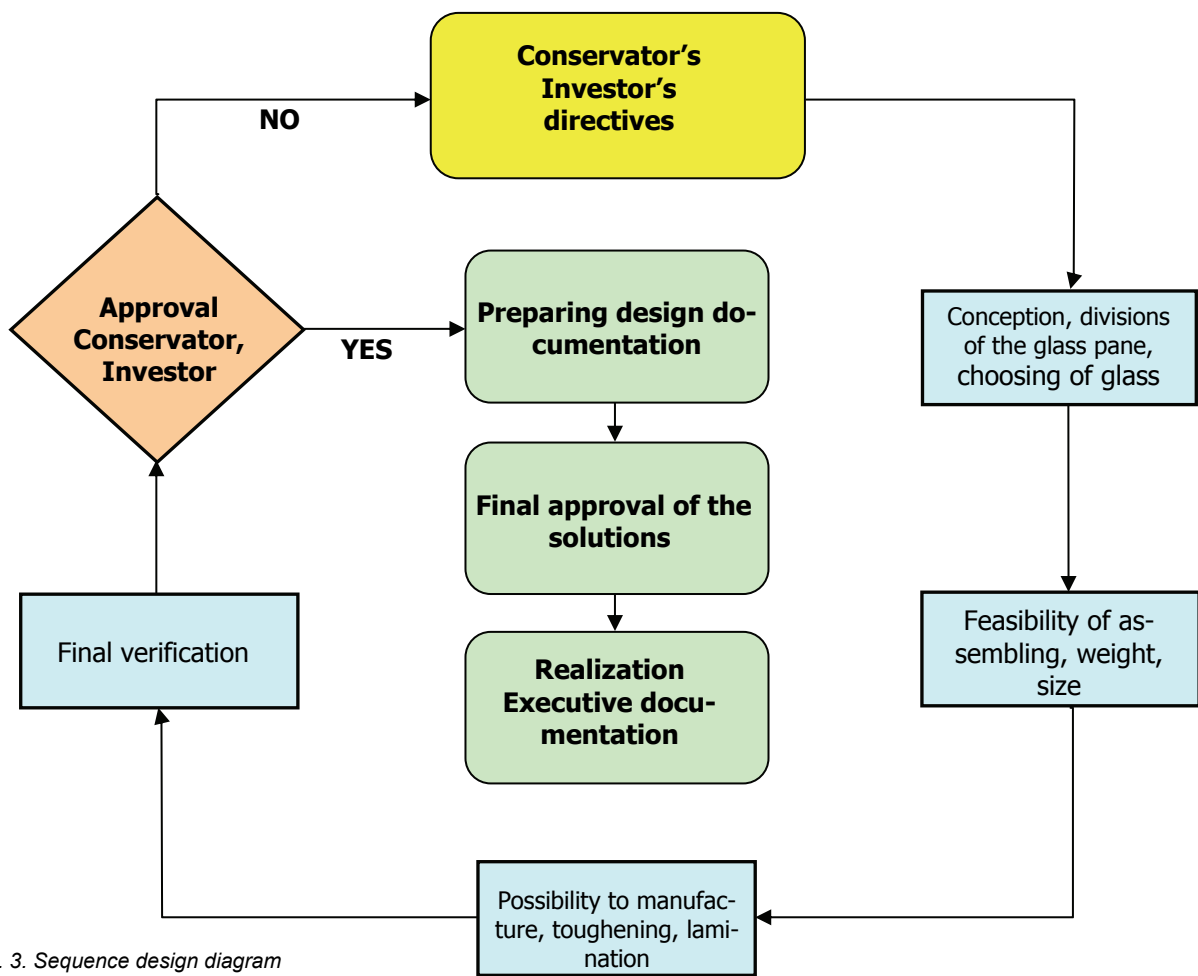 Conservator’s
Investor’s
directives
NO
Approval
Conservator,
Investor
YES
Preparing design do-
cumentation
Conception, divisions
of the glass pane,
choosing of glass
Final approval of the
solutions
Feasibility of as-
sembling, weight,
size
Final verification
Realization
Executive docu-
mentation
Possibility to manufac-
ture, toughening, lami-
nation
. 3. Sequence design diagram